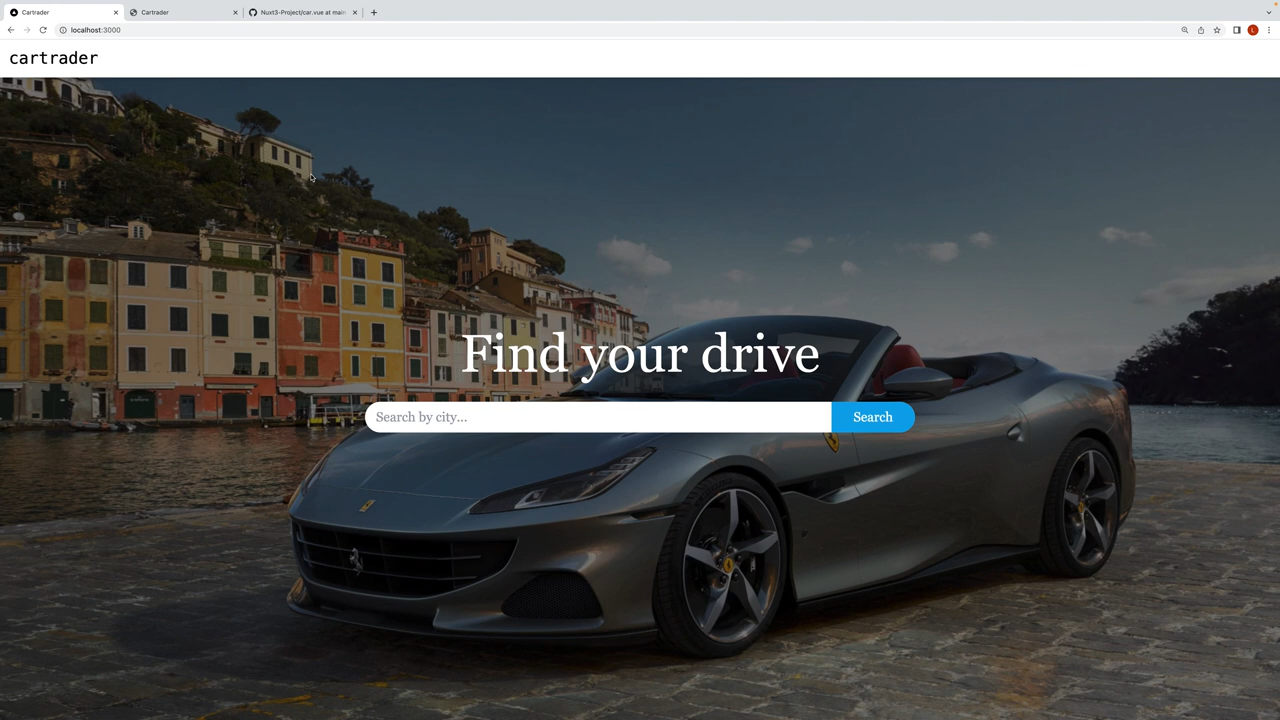 Cartrader
Cartrader
Nuxt3-Project/car.vue at main
localhost:3000
L
cartrader
Find your drive
Search by city...
Search